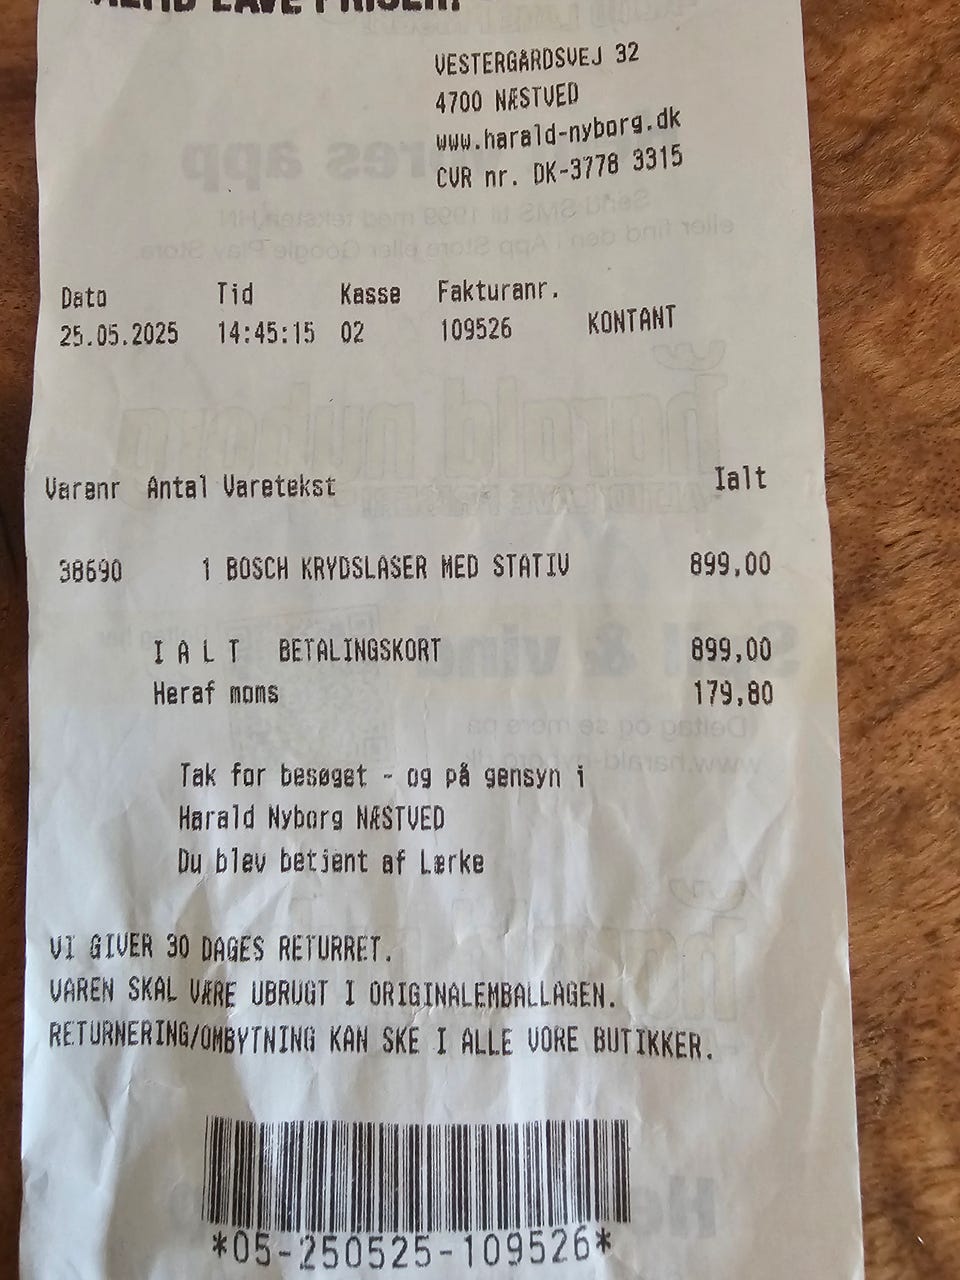 ALTID LAVE PRISER!
VESTERGARDSVEJ 32
4700 NÆSTVED
www.harald-nyborg.dk
CVR nr. DK-3778 3315
Dato Tid Kasse Fakturanr.
25.05.2025 14:45:15 02 109526 KONTANT
Varenr Antal Varetekst Ialt
38690 1 BOSCH KRYDSLASER MED STATIV 899,00
I A L T BETALINGSKORT 899,00
Heraf moms 179,80
Tak for besøget - og på gensyn i
Harald Nyborg NÆSTVED
Du blev betjent af Lærke
VI GIVER 30 DAGES RETURRET.
VAREN SKAL VÆRE UBRUGT I ORIGINALEMBALLAGEN.
RETURNERING/OMBYTNING KAN SKE I ALLE VORE BUTIKKER.
*05-250525-109526*